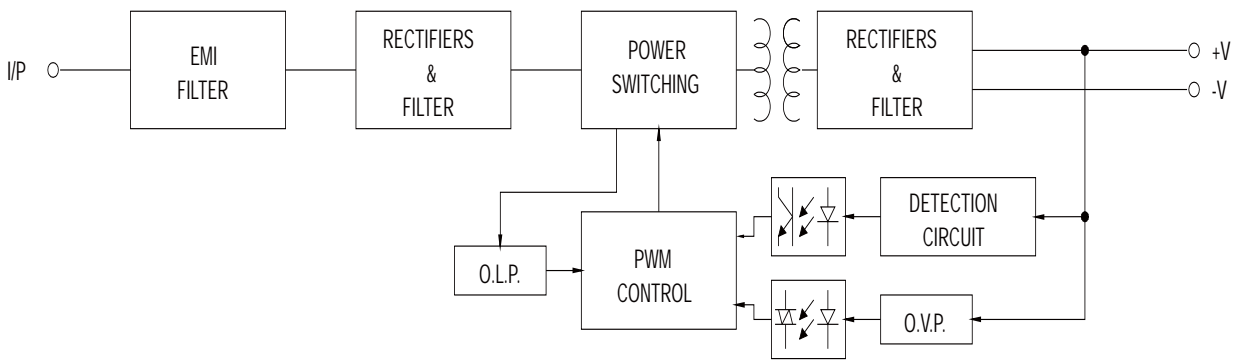 I/P
EMI
FILTER
RECTIFIERS
&
FILTER
POWER
SWITCHING
RECTIFIERS
&
FILTER
+V
-V
DETECTION
CIRCUIT
O.L.P.
PWM
CONTROL
O.V.P.